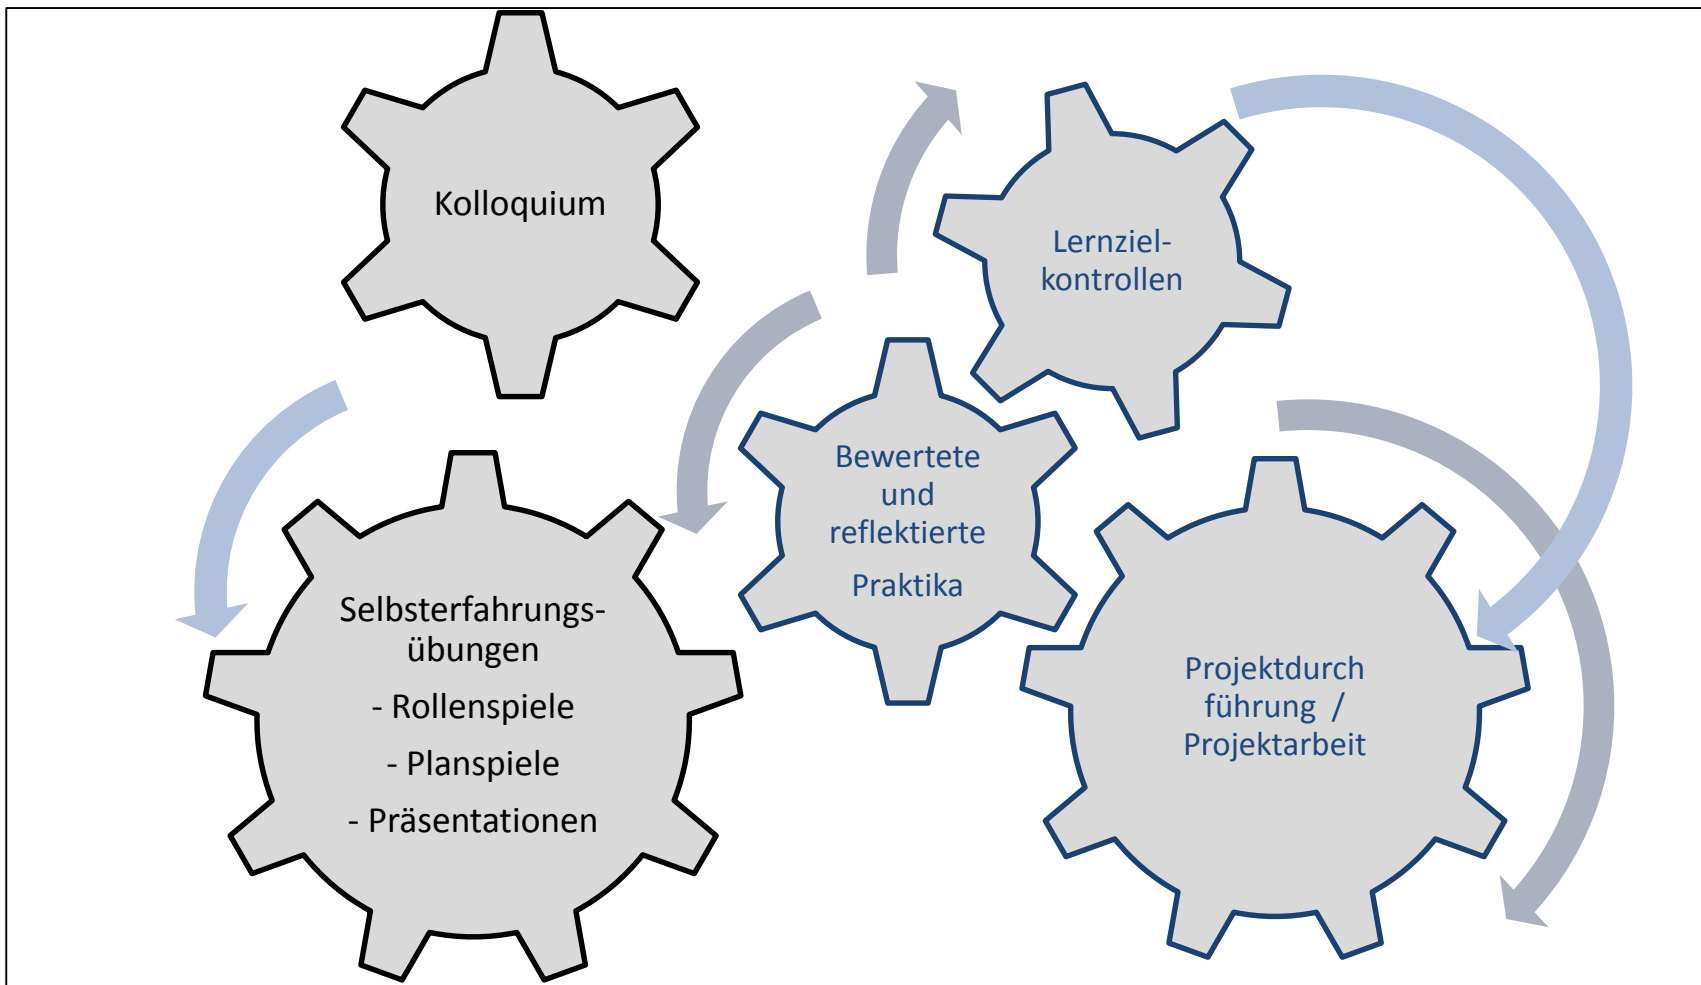 Kolloquium
Lernziel-
kontrollen
Bewertete
und
reflektierte
Praktika
Selbsterfahrungs-
übungen
- Rollenspiele
- Planspiele
- Präsentationen
Projektdurch
führung /
Projektarbeit